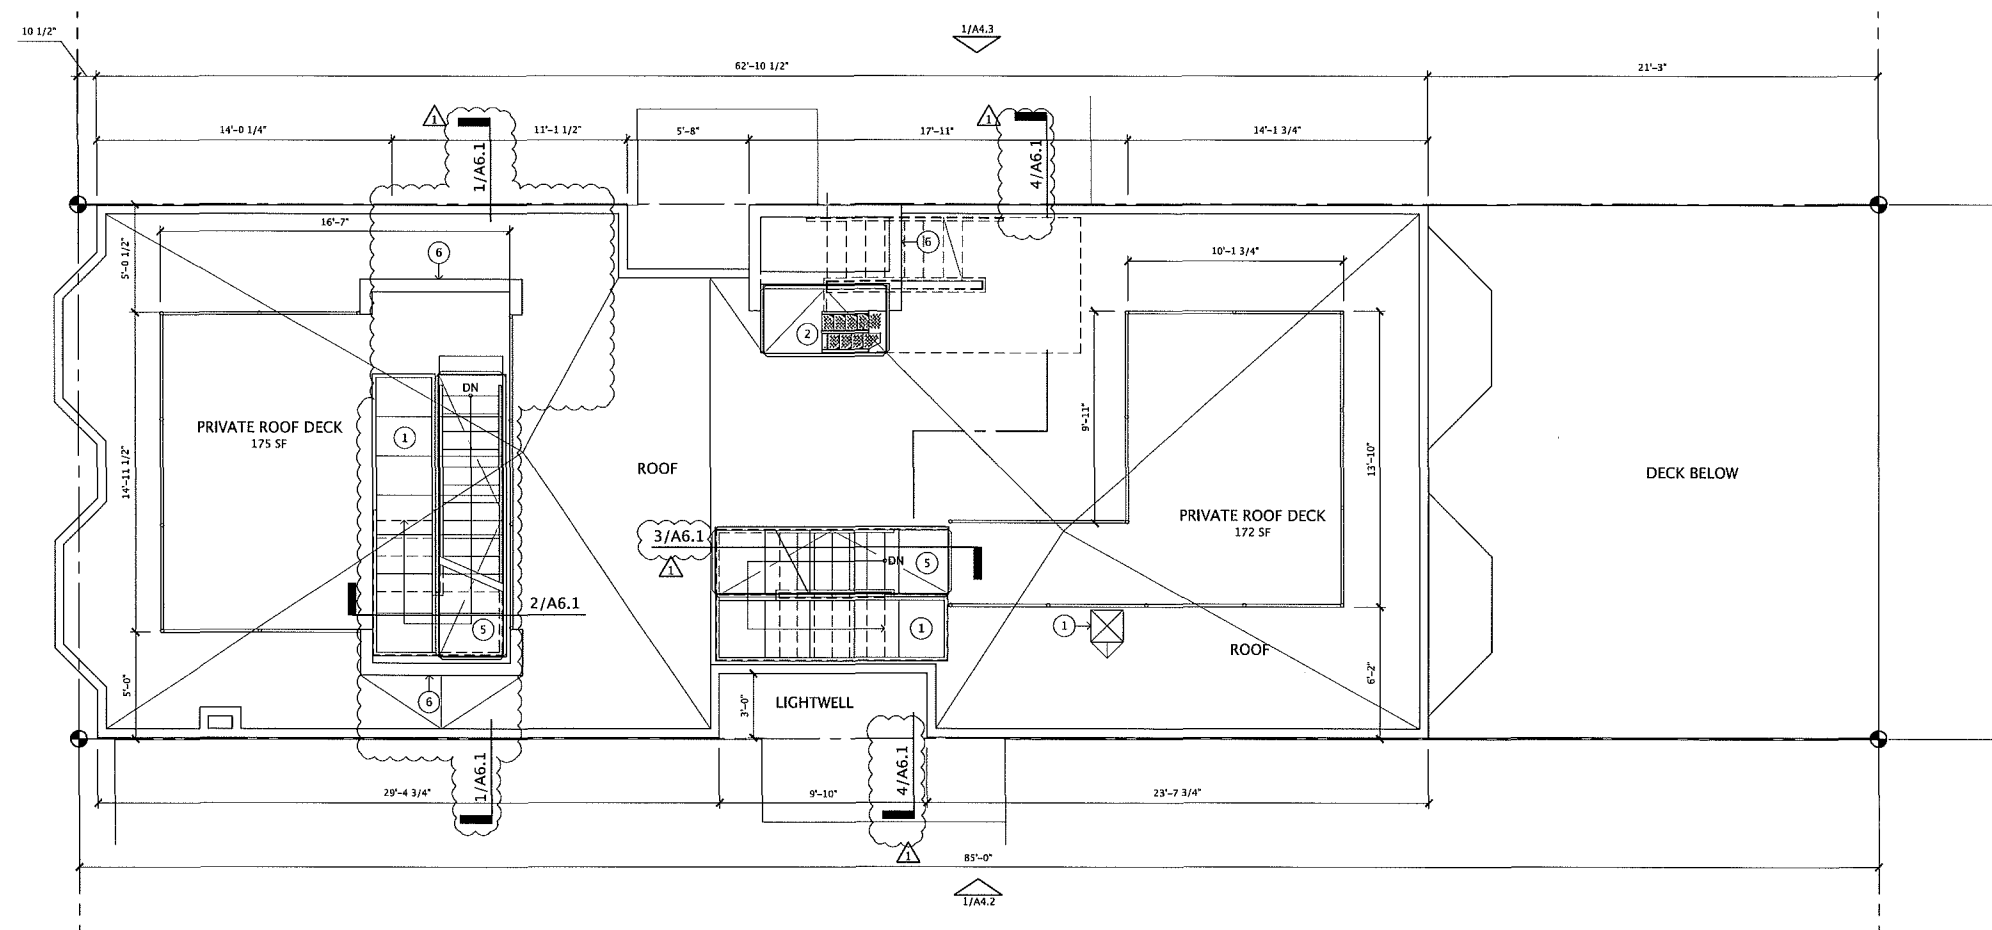 1/A4.3
10 1/2"
62'-10 1/2"
21'-3"
1
1
14'-0 1/4"
11'-1 1/2"
5'-8"
17'-11"
14'-1 3/4"
1/A6.1
4/A6.1
16'-7"
5'-0 1/2"
6
6
10'-1 3/4"
2
DN
9'-11"
PRIVATE ROOF DECK
175 SF
1
ROOF
14'-11 1/2"
13'-10"
DECK BELOW
PRIVATE ROOF DECK
172 SF
3/A6.1
1
DN
5
2/A6.1
5
1
1
ROOF
6'-2"
5'-0"
6
3'-0"
LIGHTWELL
1/A6.1
4/A6.1
29'-4 3/4"
9'-10"
23'-7 3/4"
1
85'-0"
1/A4.2